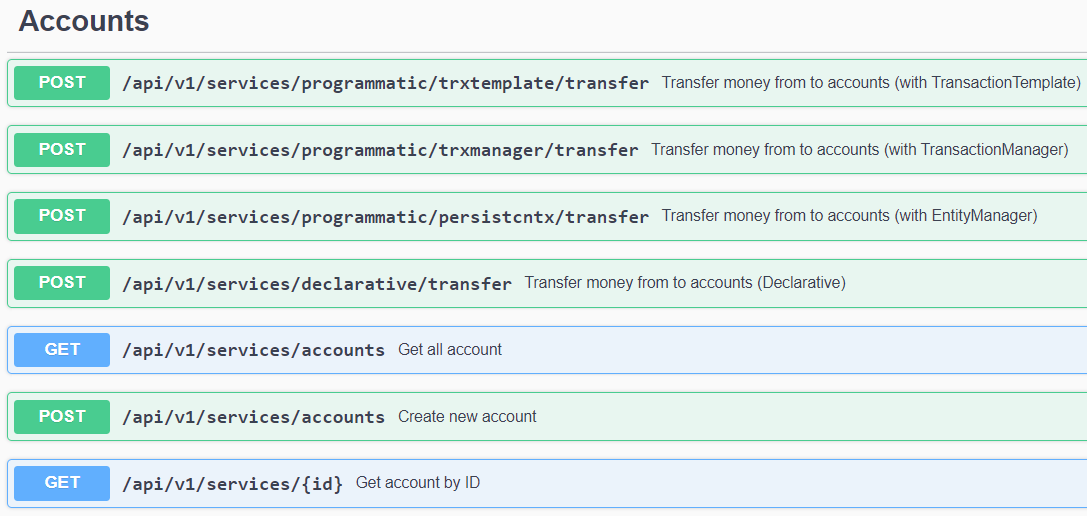 Accounts
POST /api/v1/services/programmatic/trxtemplate/transfer Transfer money from to accounts (with TransactionTemplate)
POST /api/v1/services/programmatic/trxmanager/transfer Transfer money from to accounts (with TransactionManager)
POST /api/v1/services/programmatic/persistcntx/transfer Transfer money from to accounts (with EntityManager)
POST /api/v1/services/declarative/transfer Transfer money from to accounts (Declarative)
GET /api/v1/services/accounts Get all account
POST /api/v1/services/accounts Create new account
GET /api/v1/services/{id} Get account by ID